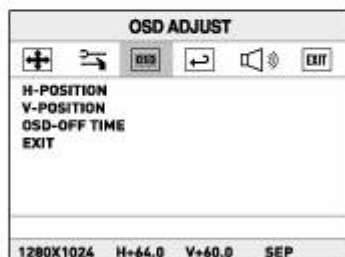 OSD ADJUST
OSD EXIT
H-POSITION
V-POSITION
OSD-OFF TIME
EXIT
1280X1024 H+64.0 V+60.0 SEP